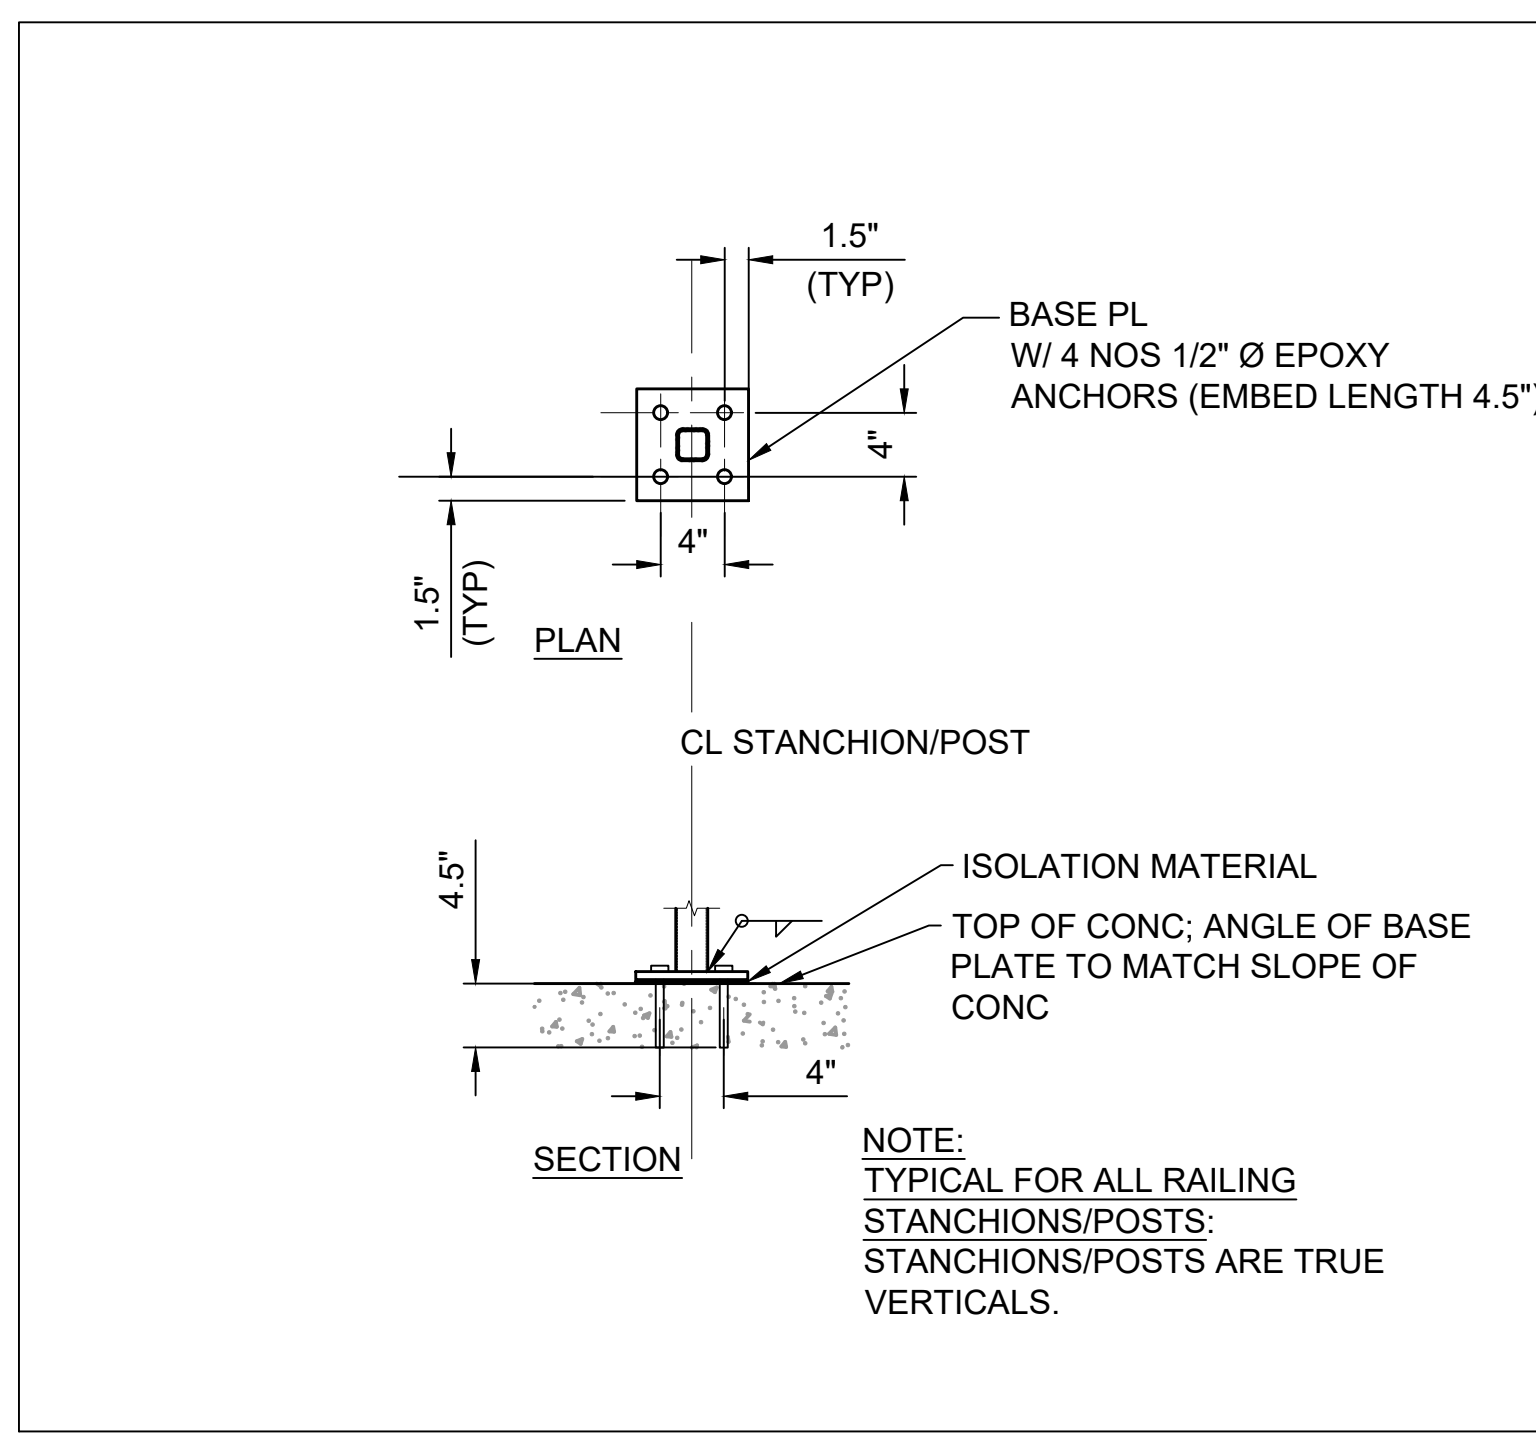 1.5"
(TYP)
BASE PL
W/ 4 NOS 1/2" Ø EPOXY
ANCHORS (EMBED LENGTH 4.5")
4"
4"
1.5"
(TYP)
PLAN
CL STANCHION/POST
4.5"
ISOLATION MATERIAL
TOP OF CONC; ANGLE OF BASE
PLATE TO MATCH SLOPE OF
CONC
4"
SECTION
NOTE:
TYPICAL FOR ALL RAILING
STANCHIONS/POSTS:
STANCHIONS/POSTS ARE TRUE
VERTICALS.